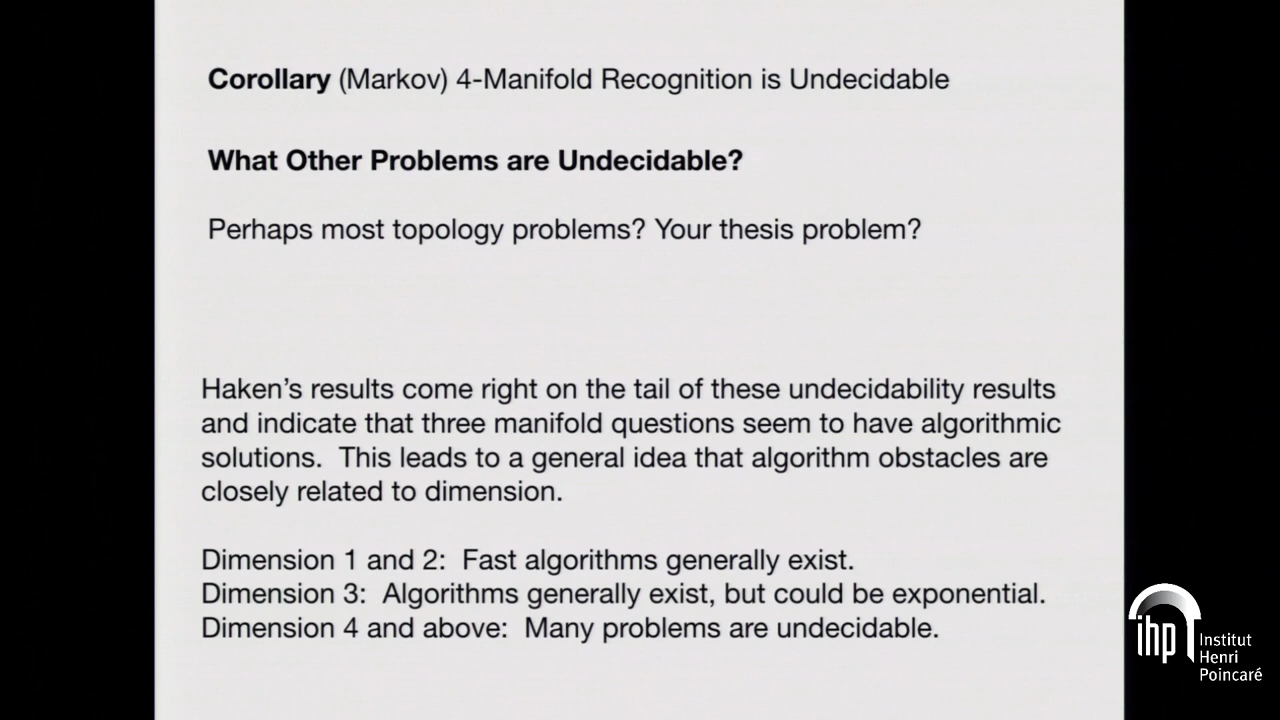 Corollary (Markov) 4-Manifold Recognition is Undecidable
What Other Problems are Undecidable?
Perhaps most topology problems? Your thesis problem?
Haken’s results come right on the tail of these undecidability results
and indicate that three manifold questions seem to have algorithmic
solutions. This leads to a general idea that algorithm obstacles are
closely related to dimension.
Dimension 1 and 2: Fast algorithms generally exist.
Dimension 3: Algorithms generally exist, but could be exponential.
Dimension 4 and above: Many problems are undecidable.
ihp
Institut
Henri
Poincaré